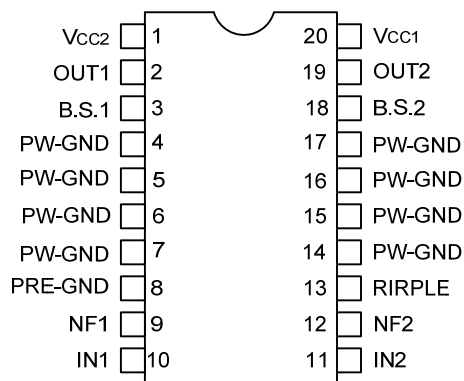 Vcc2 1 20 Vcc1
OUT1 2 19 OUT2
B.S.1 3 18 B.S.2
PW-GND 4 17 PW-GND
PW-GND 5 16 PW-GND
PW-GND 6 15 PW-GND
PW-GND 7 14 PW-GND
PRE-GND 8 13 RIRPLE
NF1 9 12 NF2
IN1 10 11 IN2